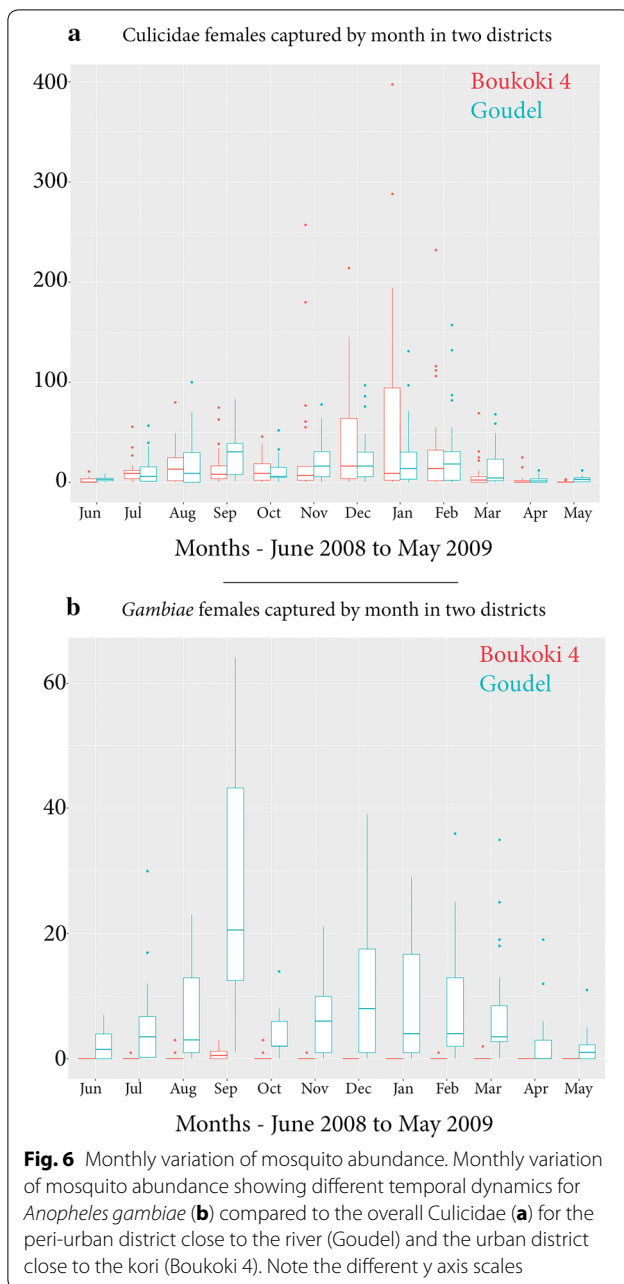 a Culicidae females captured by month in two districts
Boukoki 4
Goudel
400
300
200
100
0
Jun Jul Aug Sep Oct Nov Dec Jan Feb Mar Apr May
Months - June 2008 to May 2009
b Gambiae females captured by month in two districts
Boukoki 4
Goudel
60
40
20
0
Jun Jul Aug Sep Oct Nov Dec Jan Feb Mar Apr May
Months - June 2008 to May 2009
Fig. 6 Monthly variation of mosquito abundance. Monthly variation
of mosquito abundance showing different temporal dynamics for
Anopheles gambiae (b) compared to the overall Culicidae (a) for the
peri-urban district close to the river (Goudel) and the urban district
close to the kori (Boukoki 4). Note the different y axis scales